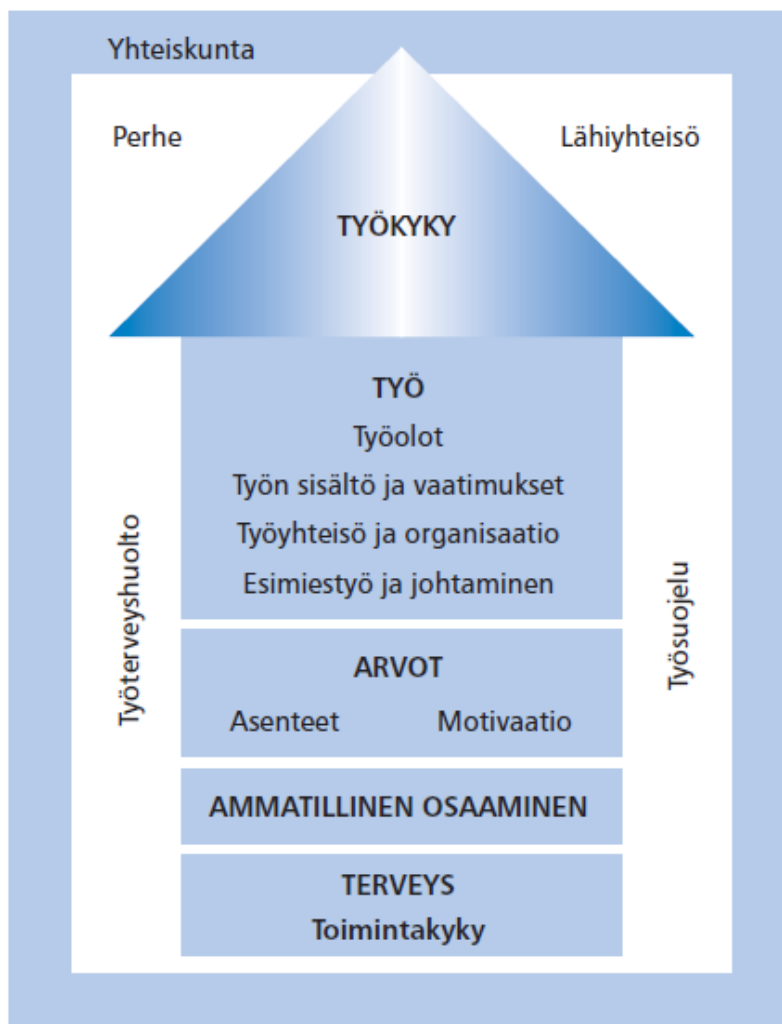 Yhteiskunta
Perhe
Lähiyhteisö
TYÖKYKY
TYÖ
Työolot
Työn sisältö ja vaatimukset
Työyhteisö ja organisaatio
Esimiestyö ja johtaminen
Työterveyshuolto
Työsuojelu
ARVOT
Asenteet
Motivaatio
AMMATILLINEN OSAAMINEN
TERVEYS
Toimintakyky